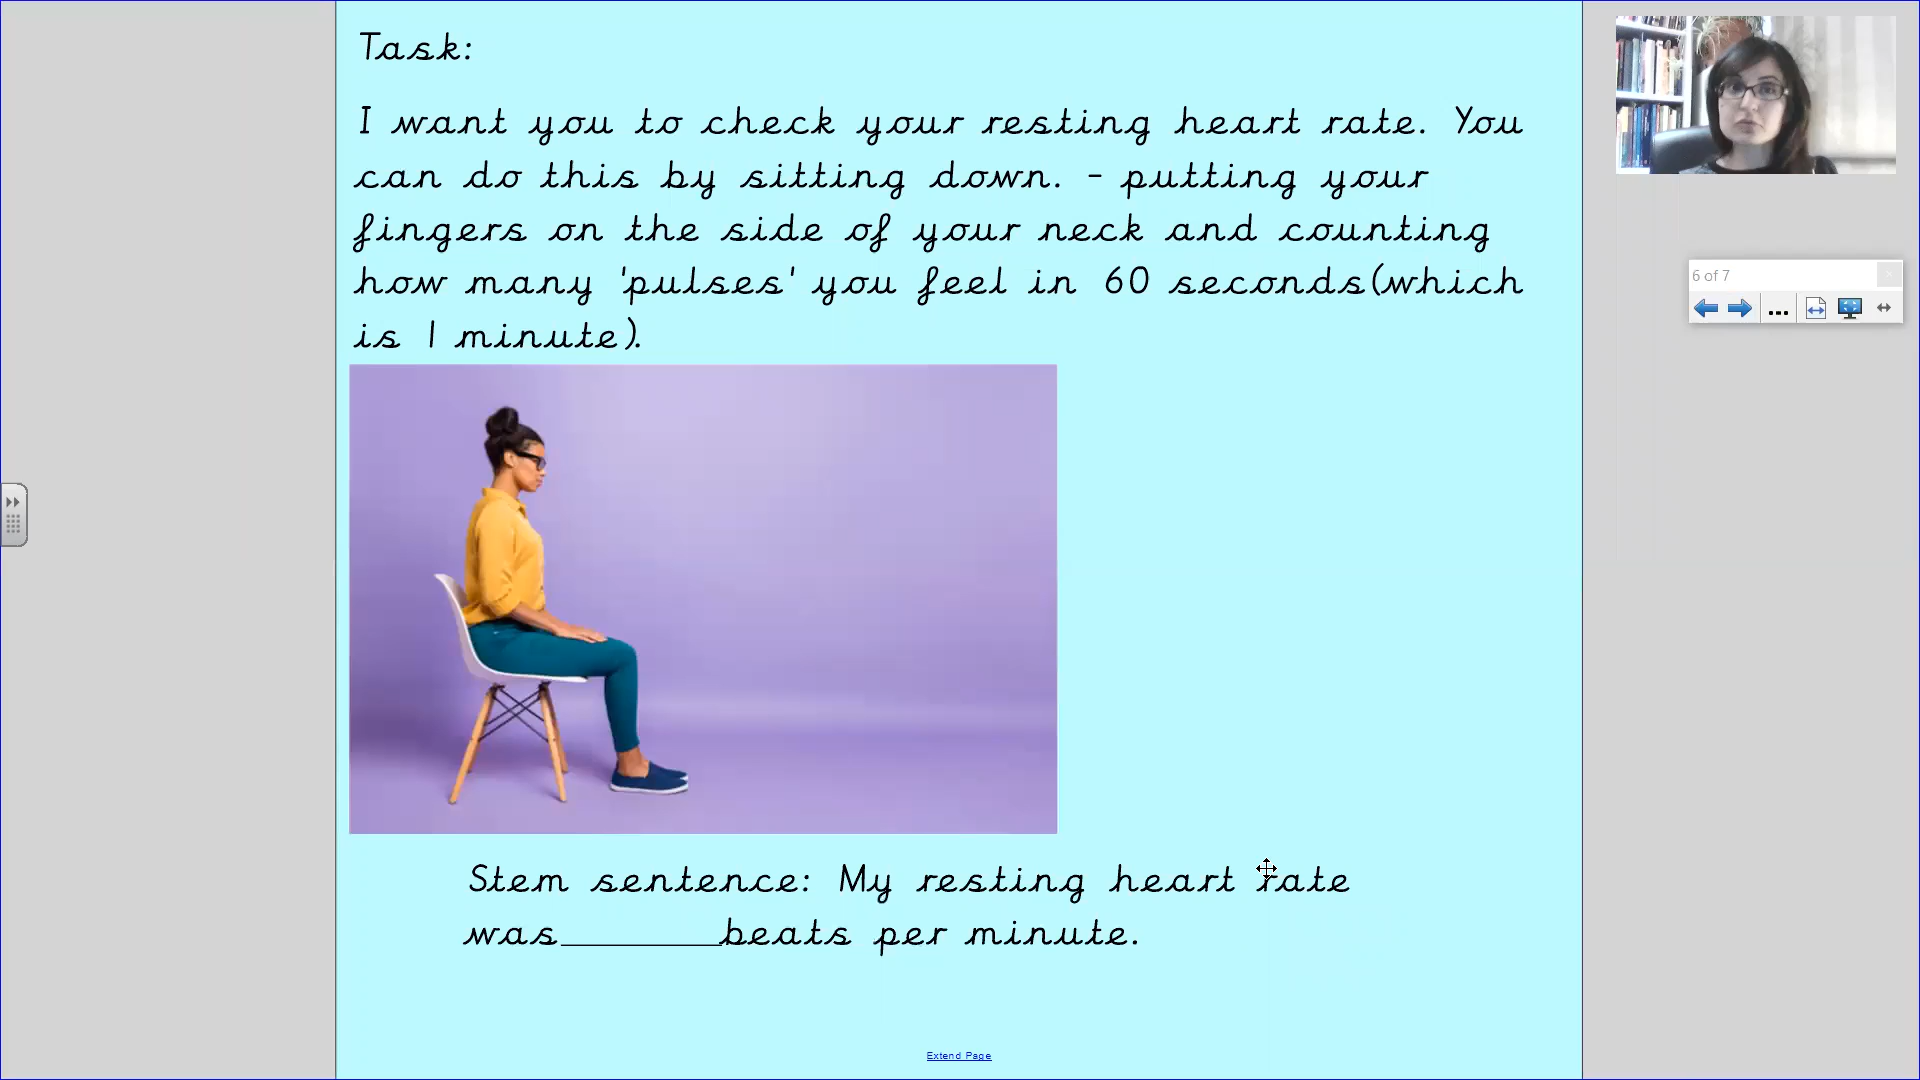 Task:
I want you to check your resting heart rate. You
can do this by sitting down. - putting your
fingers on the side of your neck and counting
how many 'pulses' you feel in 60 seconds(which
is 1 minute).
6 of 7
...
Stem sentence: My resting heart rate
was________beats per minute.
Extend Page